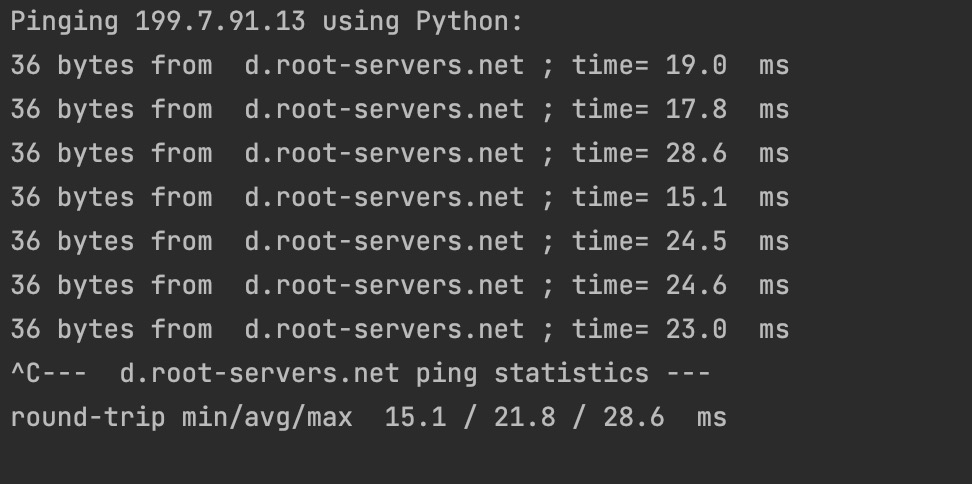 Pinging 199.7.91.13 using Python:
36 bytes from  d.root-servers.net ; time= 19.0  ms
36 bytes from  d.root-servers.net ; time= 17.8  ms
36 bytes from  d.root-servers.net ; time= 28.6  ms
36 bytes from  d.root-servers.net ; time= 15.1  ms
36 bytes from  d.root-servers.net ; time= 24.5  ms
36 bytes from  d.root-servers.net ; time= 24.6  ms
36 bytes from  d.root-servers.net ; time= 23.0  ms
^C---  d.root-servers.net ping statistics ---
round-trip min/avg/max  15.1 / 21.8 / 28.6  ms